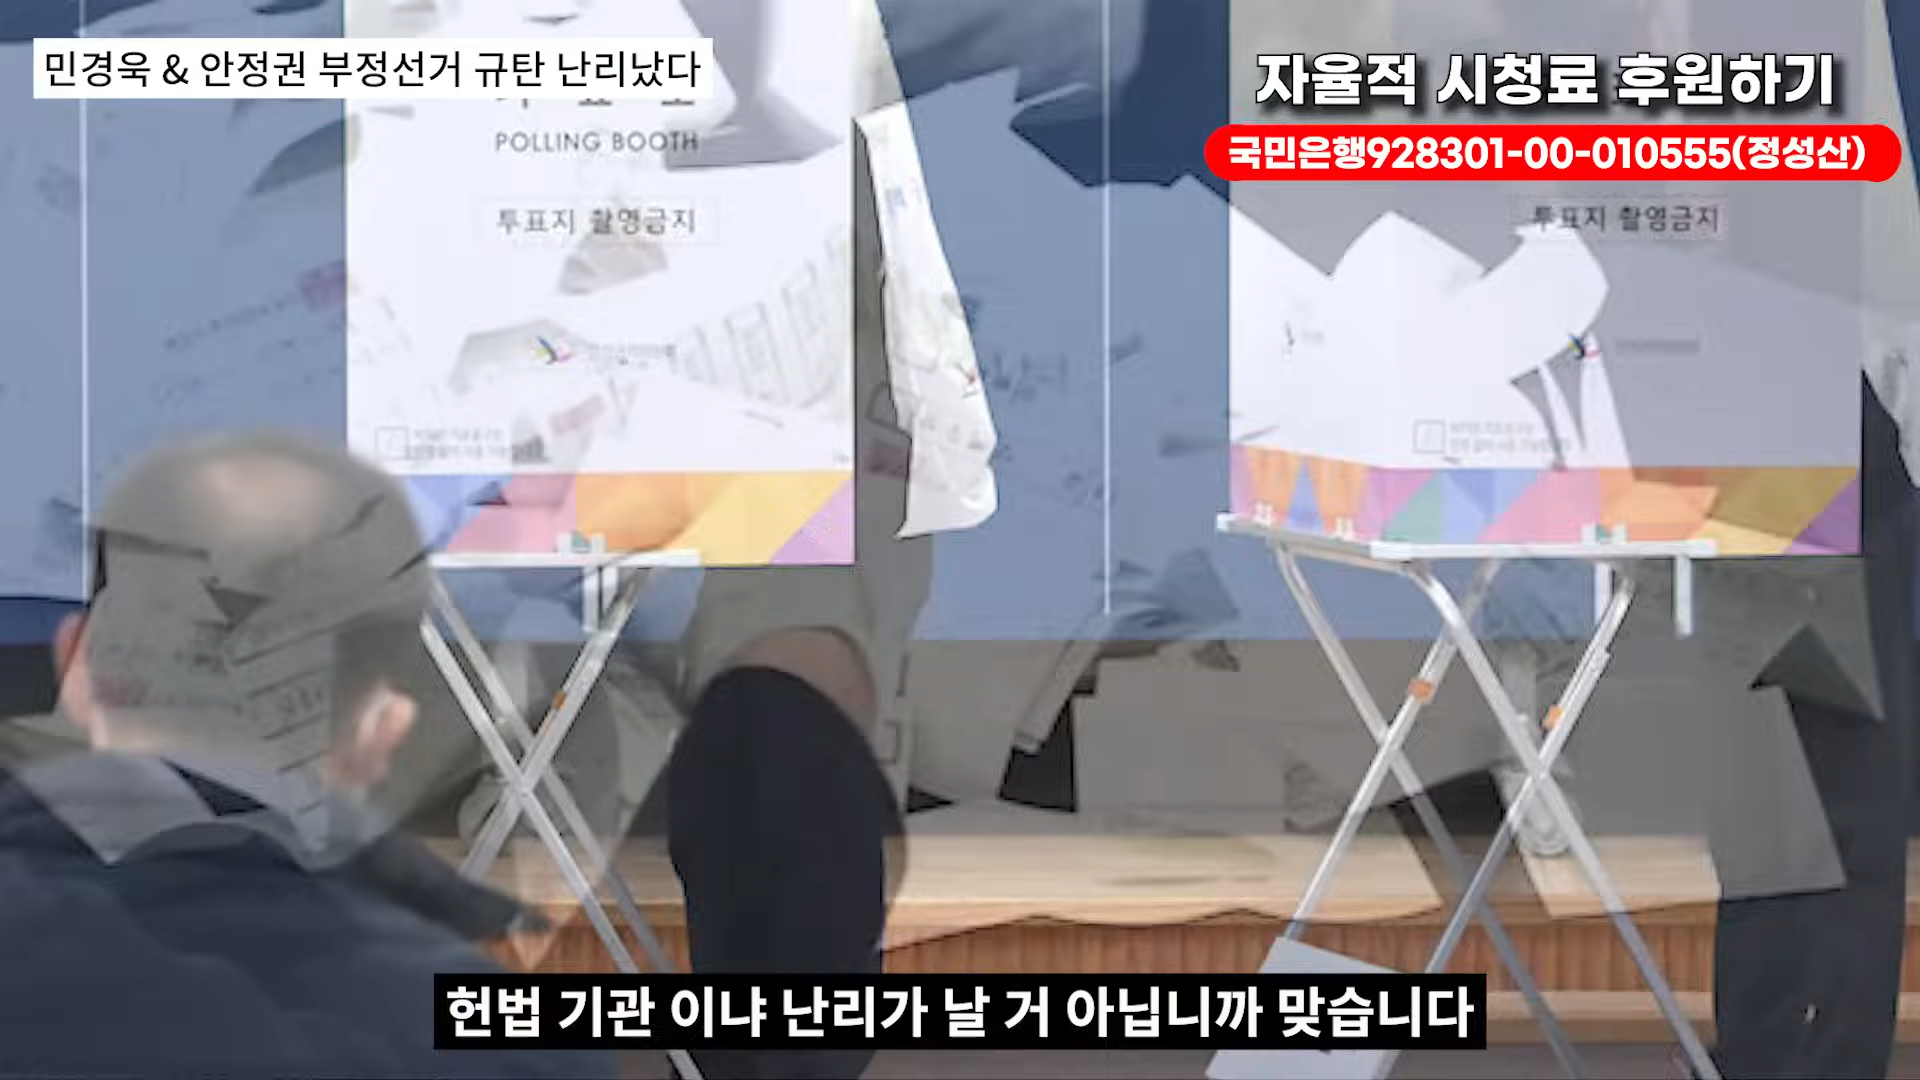 민경욱 & 안정권 부정선거 규탄 난리났다
자율적 시청료 후원하기
국민은행928301-00-010555(정성산)
POLLING BOOTH
투표지 촬영금지
투표지 촬영금지
헌법 기관 이냐 난리가 날 거 아닙니까 맞습니다